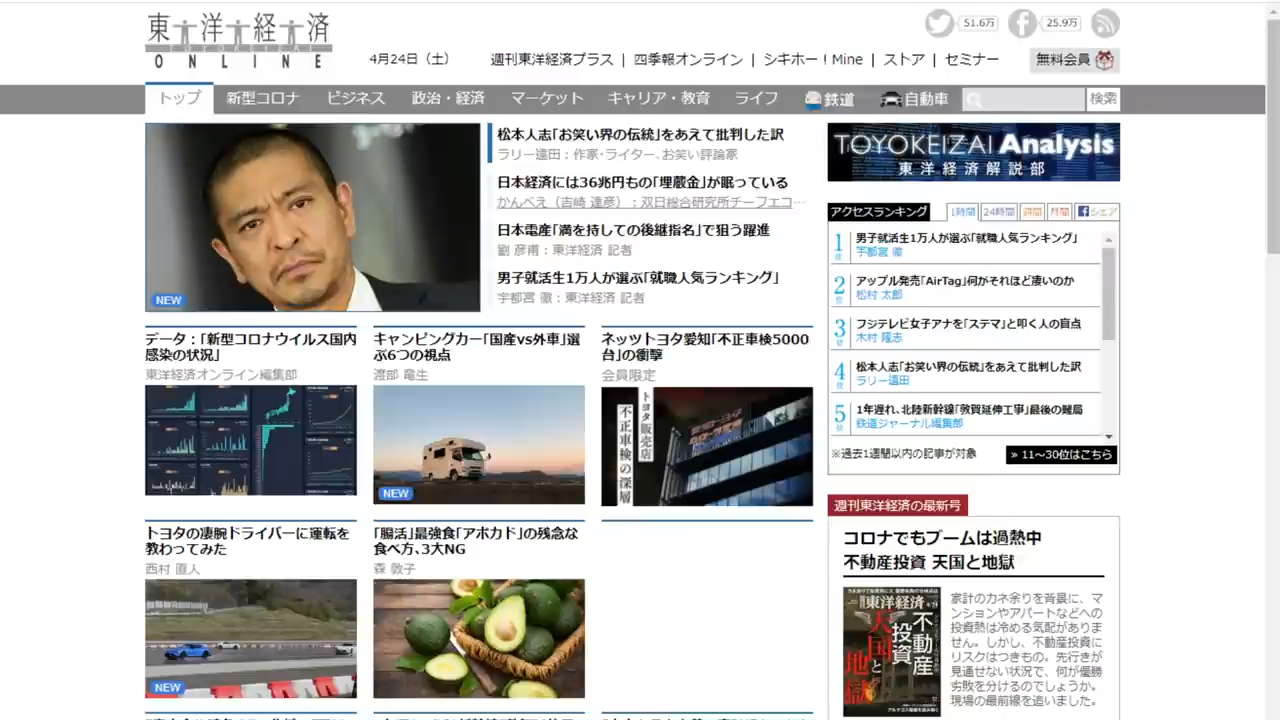 東洋経済
ONLINE
4月24日（土）
週刊東洋経済プラス | 四季報オンライン | シキホー！Mine | ストア | セミナー
51.6万
25.9万
無料会員
トップ
新型コロナ
ビジネス
政治・経済
マーケット
キャリア・教育
ライフ
鉄道
自動車
検索
NEW
松本人志｢お笑い界の伝統｣をあえて批判した訳
ラリー遠田：作家･ライター､お笑い評論家
日本経済には36兆円もの｢埋蔵金｣が眠っている
かんべえ（吉崎 達彦）：双日総合研究所チーフエコ…
日本電産｢満を持しての後継指名｣で狙う躍進
劉 彦甫：東洋経済 記者
男子就活生1万人が選ぶ｢就職人気ランキング｣
宇都宮 徹：東洋経済 記者
データ：｢新型コロナウイルス国内
感染の状況｣
東洋経済オンライン編集部
キャンピングカー｢国産vs外車｣選
ぶ6つの視点
渡部 竜生
NEW
ネッツトヨタ愛知｢不正車検5000
台｣の衝撃
会員限定
トヨタ販売店
不正車検の深層
トヨタの凄腕ドライバーに運転を
教わってみた
西村 直人
NEW
｢腸活｣最強食｢アボカド｣の残念な
食べ方､3大NG
森 敦子
TOYOKEIZAI Analysis
東洋経済解説部
アクセスランキング
1時間
24時間
週間
月間
シェア
1位
男子就活生1万人が選ぶ｢就職人気ランキング｣
宇都宮 徹
2位
アップル発売｢AirTag｣何がそれほど凄いのか
松村 太郎
3位
フジテレビ女子アナを｢ステマ｣と叩く人の盲点
木村 隆志
4位
松本人志｢お笑い界の伝統｣をあえて批判した訳
ラリー遠田
5位
1年遅れ､北陸新幹線｢敦賀延伸工事｣最後の難局
鉄道ジャーナル編集部
※過去1週間以内の記事が対象
» 11～30位はこちら
週刊東洋経済の最新号
コロナでもブームは過熱中
不動産投資 天国と地獄
東洋経済
不動産投資
天国と地獄
家計のカネ余りを背景に、マ
ンションやアパートなどへの
投資熱は冷める気配がありま
せん。しかし、不動産投資に
リスクはつきもの。先行きが
見通せない状況で、何が優勝
劣敗を分けるのでしょうか。
現場の最前線を追いました。